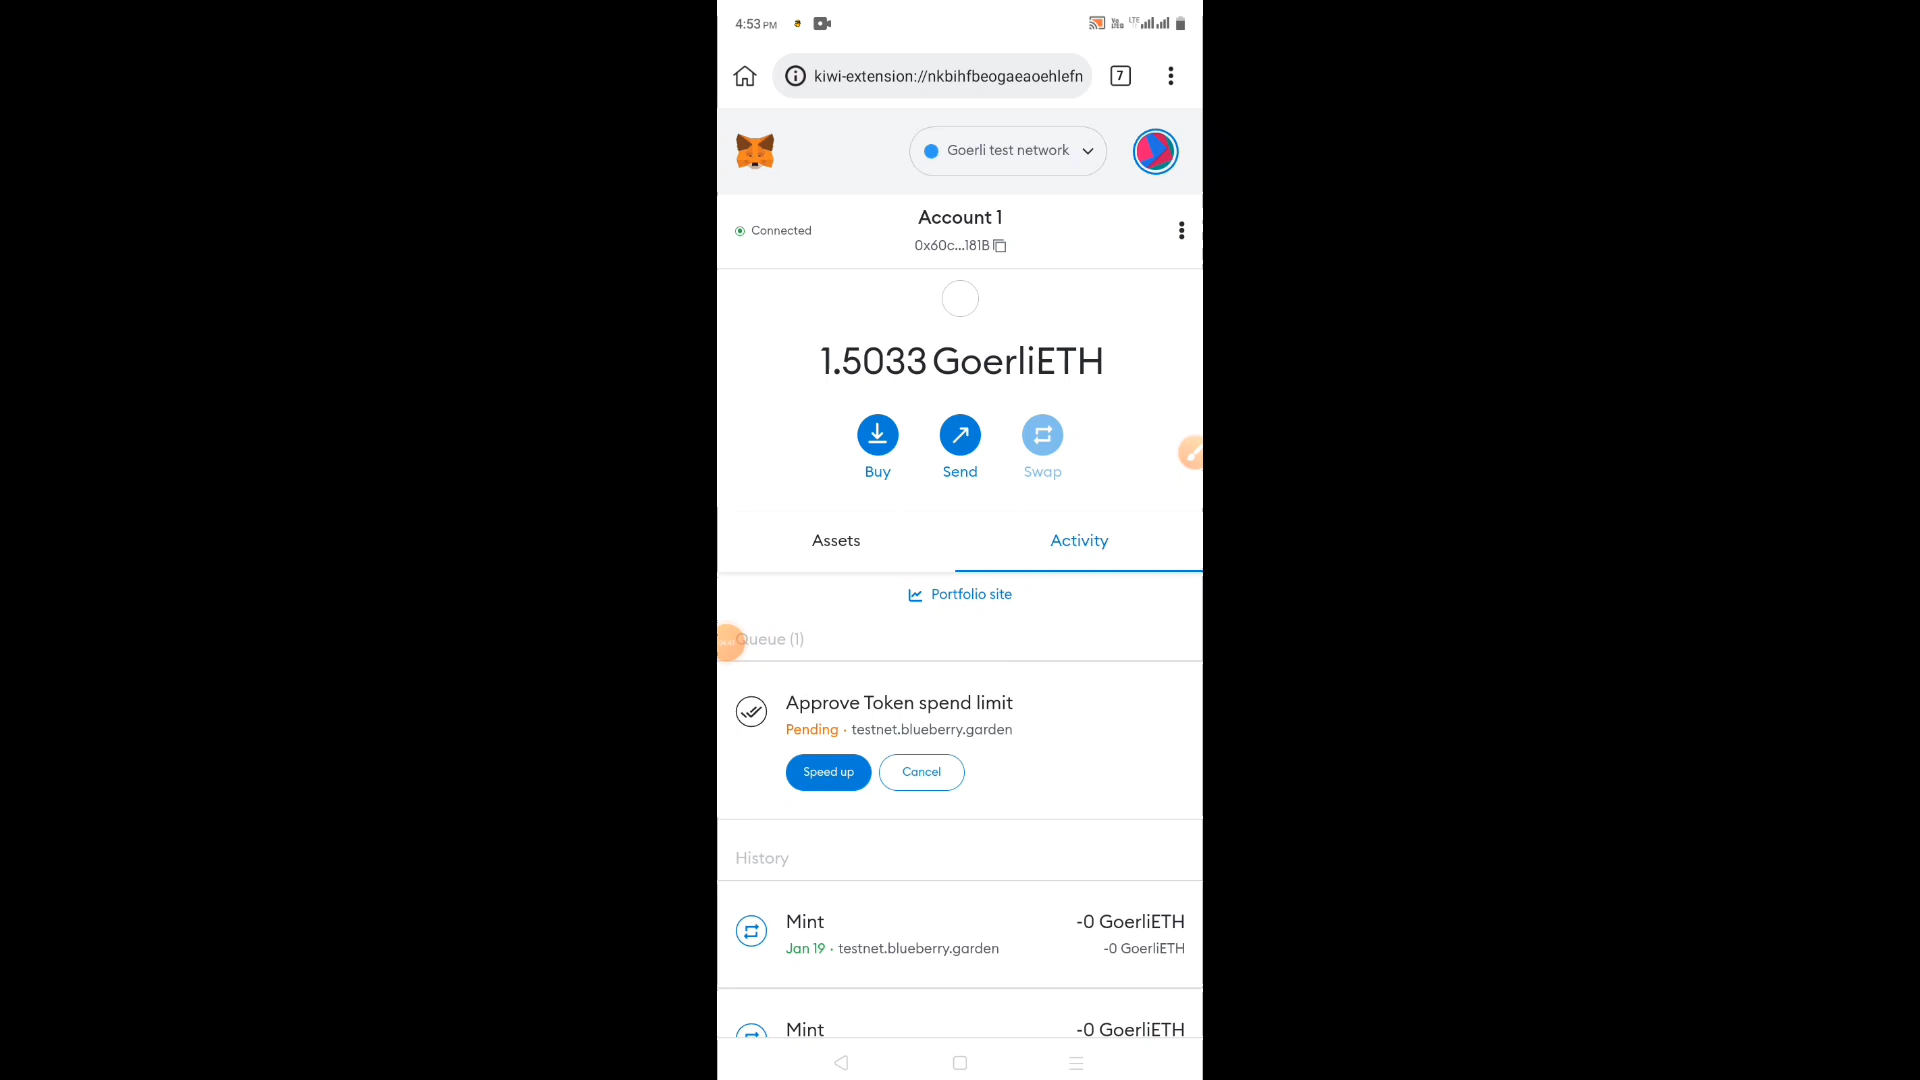 4:53 PM
kiwi-extension://nkbihfbeogaeaoehlefn
7
Goerli test network
Connected
Account 1
0x60c...181B
1.5033 GoerliETH
Buy
Send
Swap
Assets
Activity
Portfolio site
Queue (1)
Approve Token spend limit
Pending · testnet.blueberry.garden
Speed up
Cancel
History
Mint
-0 GoerliETH
Jan 19 · testnet.blueberry.garden
-0 GoerliETH
Mint
-0 GoerliETH